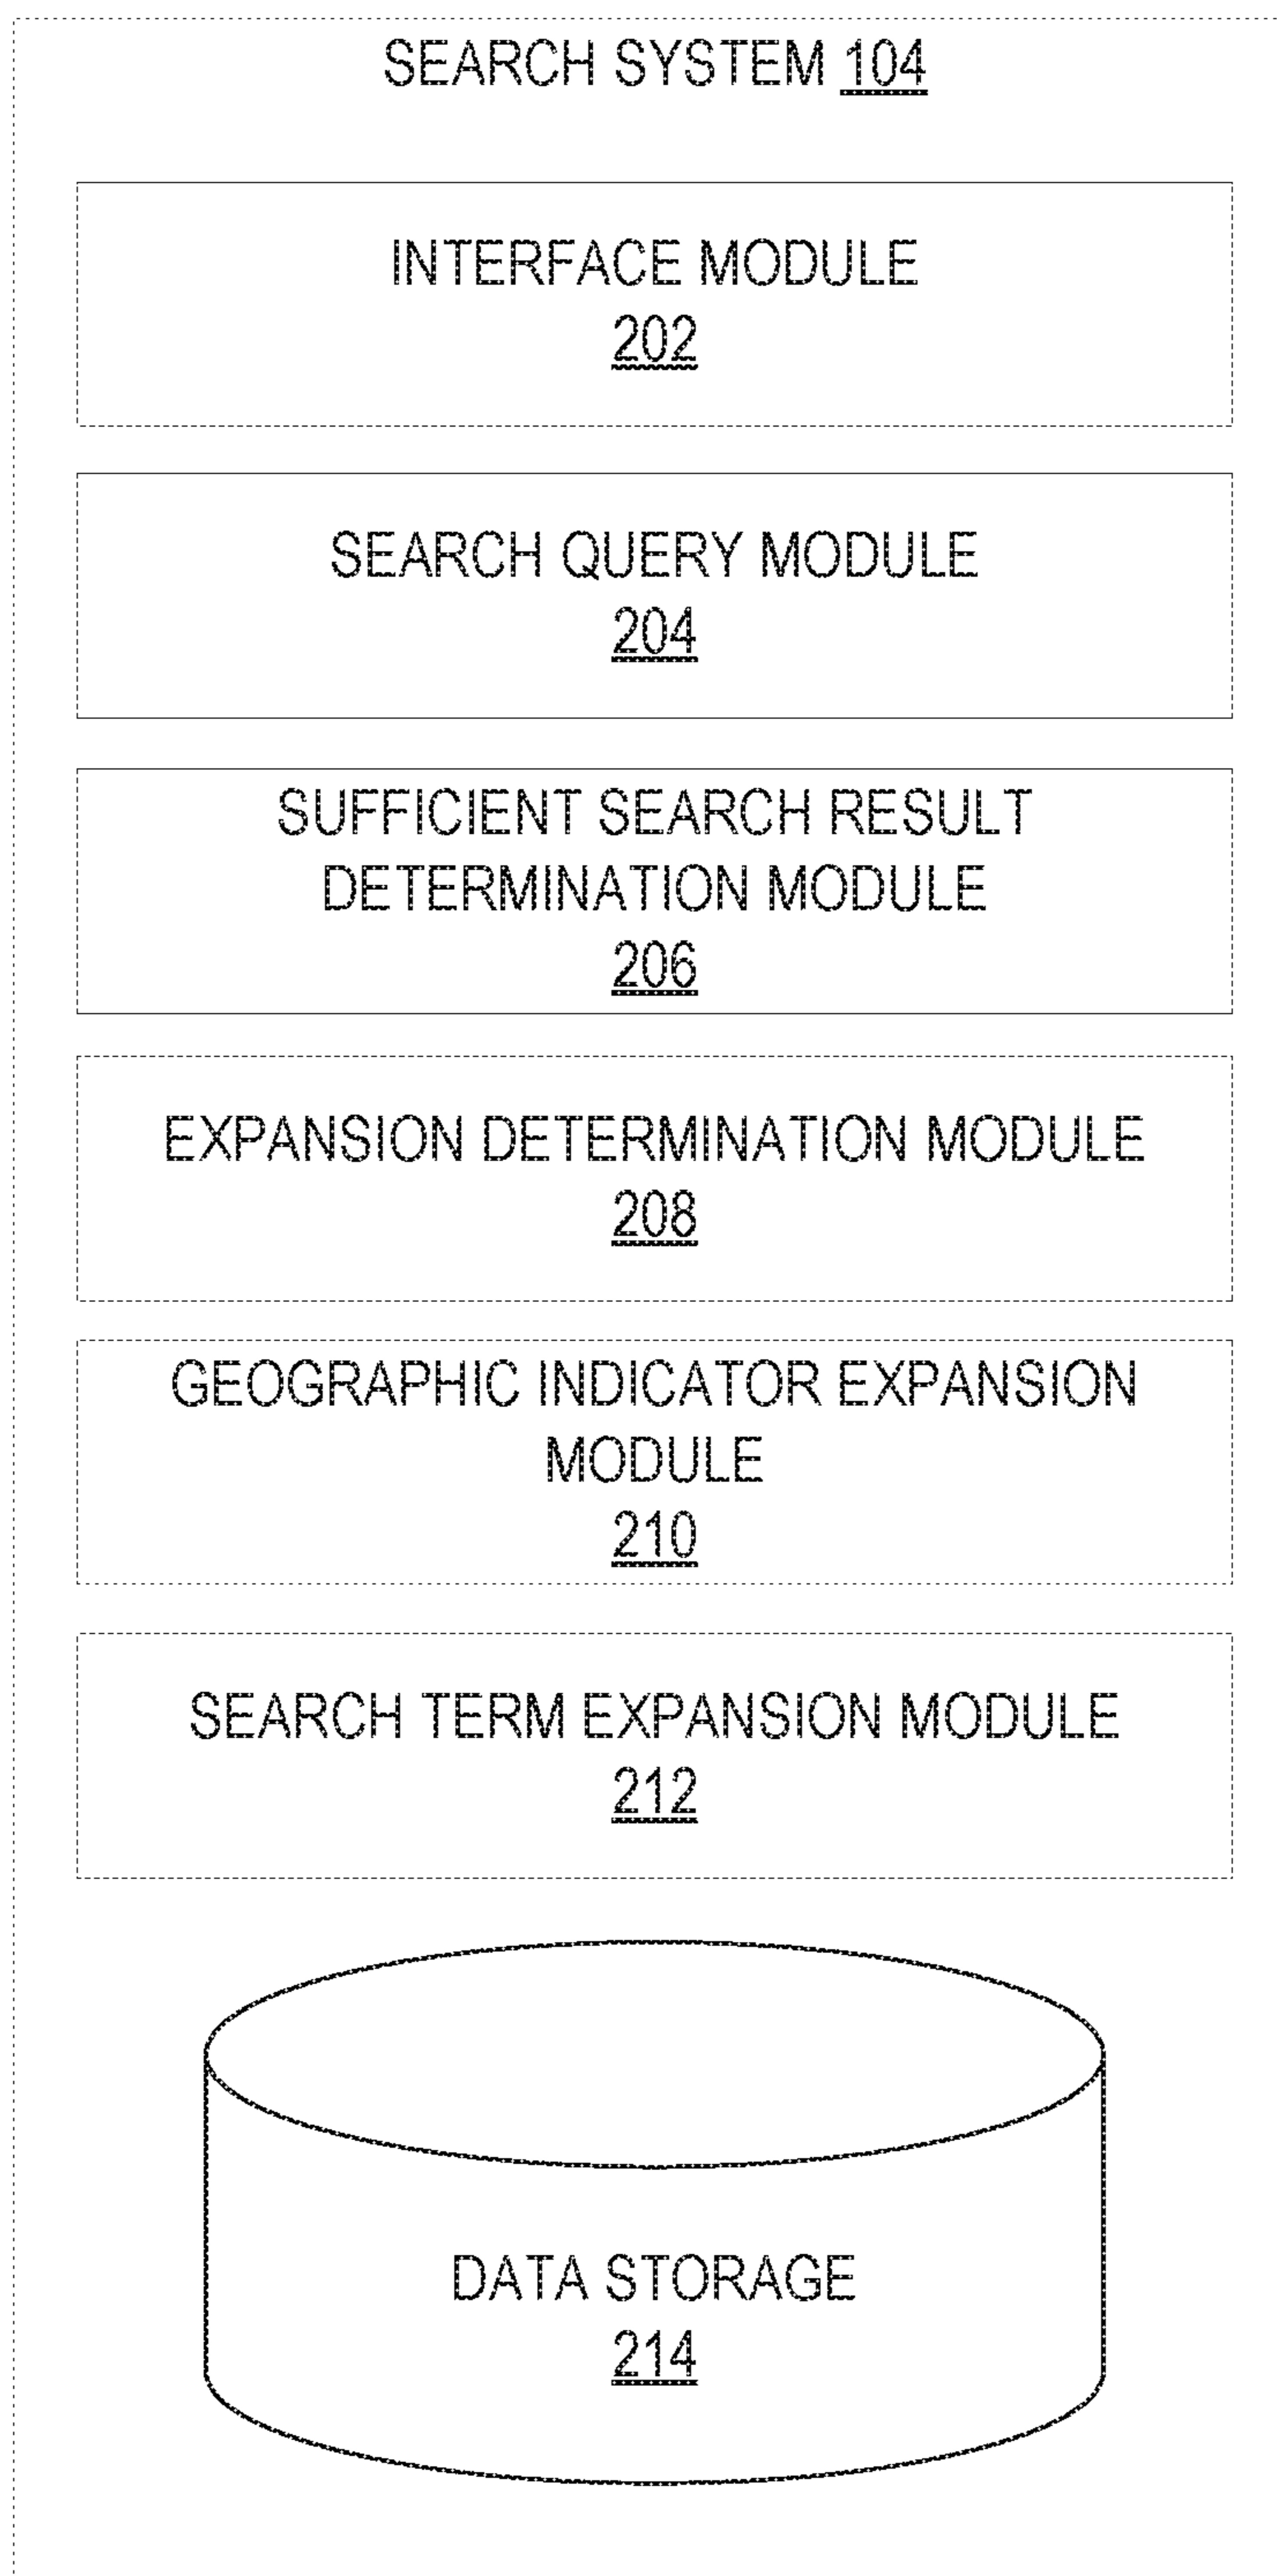 SEARCH SYSTEM 104
INTERFACE MODULE
202
SEARCH QUERY MODULE
204
SUFFICIENT SEARCH RESULT
DETERMINATION MODULE
206
EXPANSION DETERMINATION MODULE
208
GEOGRAPHIC INDICATOR EXPANSION
MODULE
210
SEARCH TERM EXPANSION MODULE
212
DATA STORAGE
214